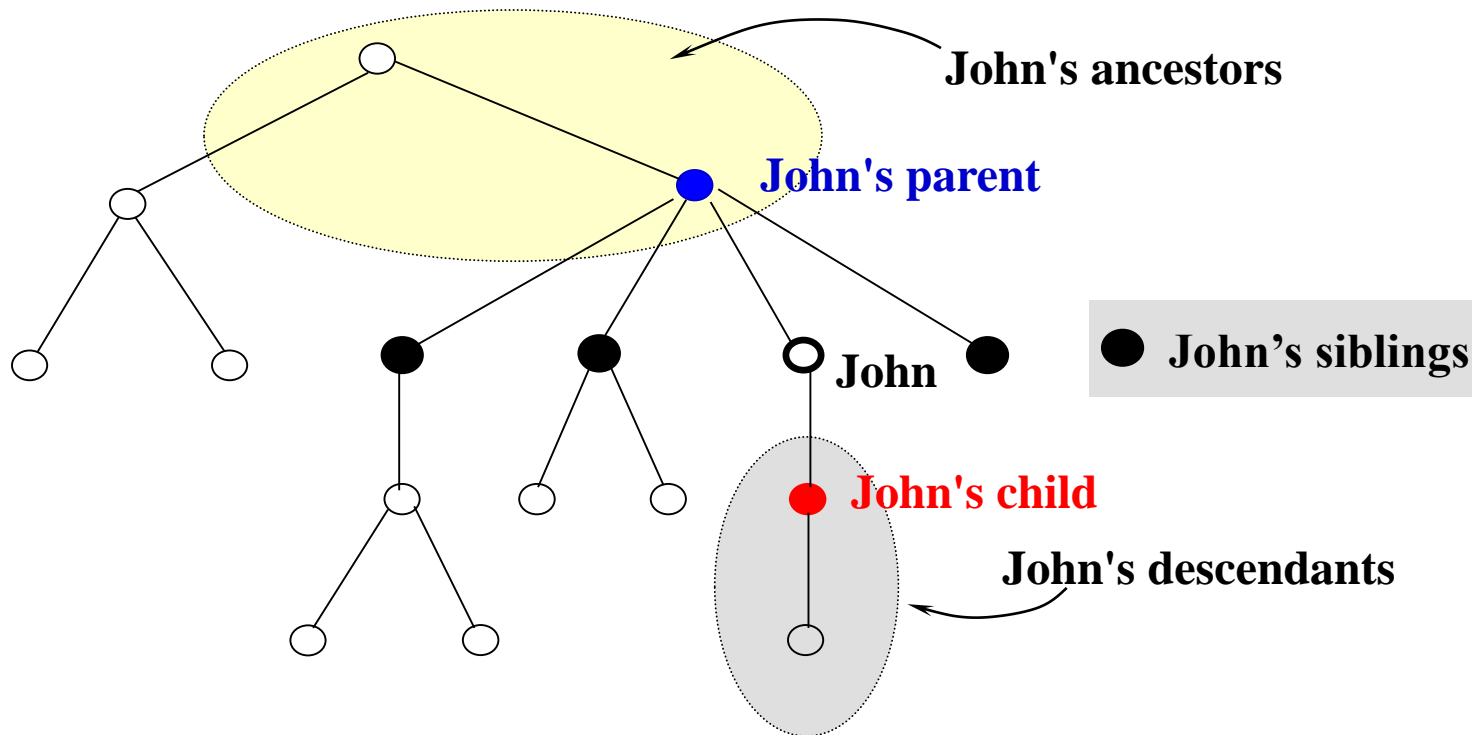 John's ancestors
John's parent
John
John’s siblings
John's child
John's descendants